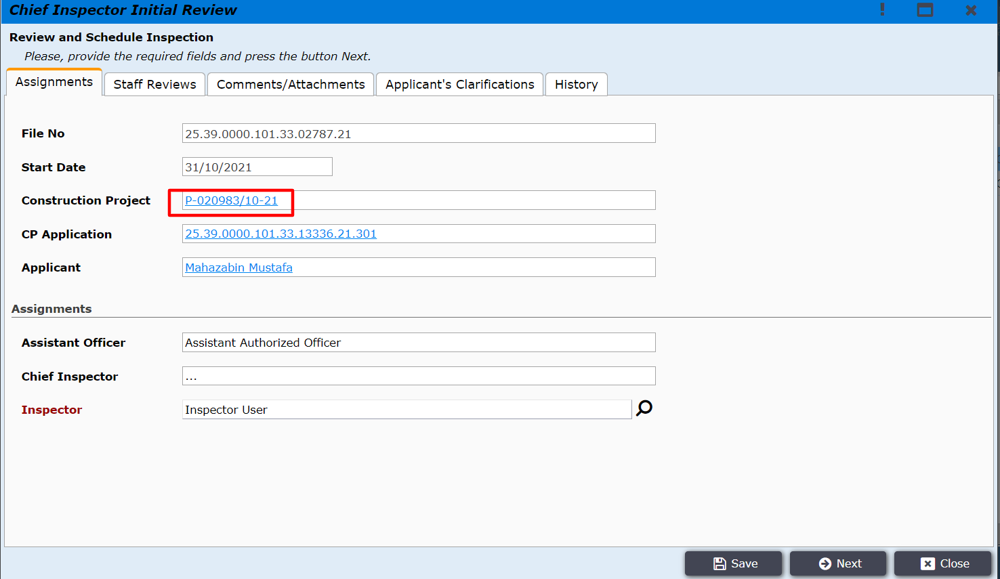 Chief Inspector Initial Review
Review and Schedule Inspection
Please, provide the required fields and press the button Next.
Assignments Staff Reviews Comments/Attachments Applicant's Clarifications History
File No 25.39.0000.101.33.02787.21
Start Date 31/10/2021
Construction Project P-020983/10-21
CP Application 25.39.0000.101.33.13336.21.301
Applicant Mahazabin Mustafa
Assignments
Assistant Officer Assistant Authorized Officer
Chief Inspector ...
Inspector Inspector User
Save Next Close